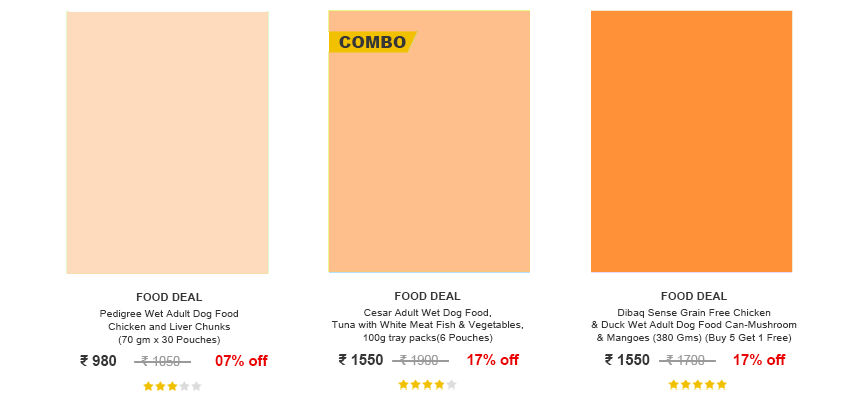 COMBO
FOOD DEAL
Pedigree Wet Adult Dog Food
Chicken and Liver Chunks
(70 gm x 30 Pouches)
₹ 980 ₹ 1050 07% off
FOOD DEAL
Cesar Adult Wet Dog Food,
Tuna with White Meat Fish & Vegetables,
100g tray packs(6 Pouches)
₹ 1550 ₹ 1900 17% off
FOOD DEAL
Dibaq Sense Grain Free Chicken
& Duck Wet Adult Dog Food Can-Mushroom
& Mangoes (380 Gms) (Buy 5 Get 1 Free)
₹ 1550 ₹ 1700 17% off